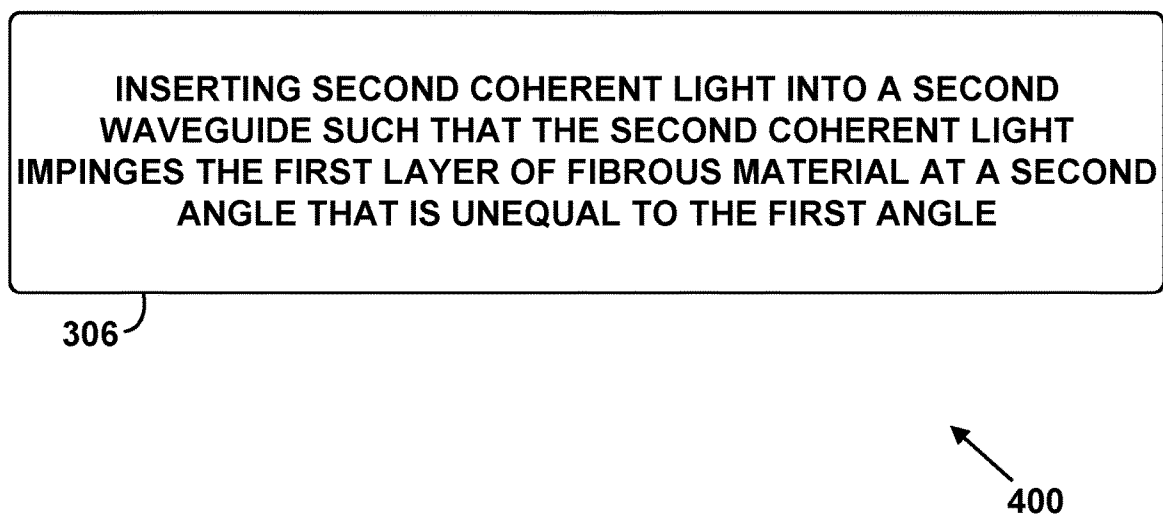 INSERTING SECOND COHERENT LIGHT INTO A SECOND
WAVEGUIDE SUCH THAT THE SECOND COHERENT LIGHT
IMPINGES THE FIRST LAYER OF FIBROUS MATERIAL AT A SECOND
ANGLE THAT IS UNEQUAL TO THE FIRST ANGLE
306
400